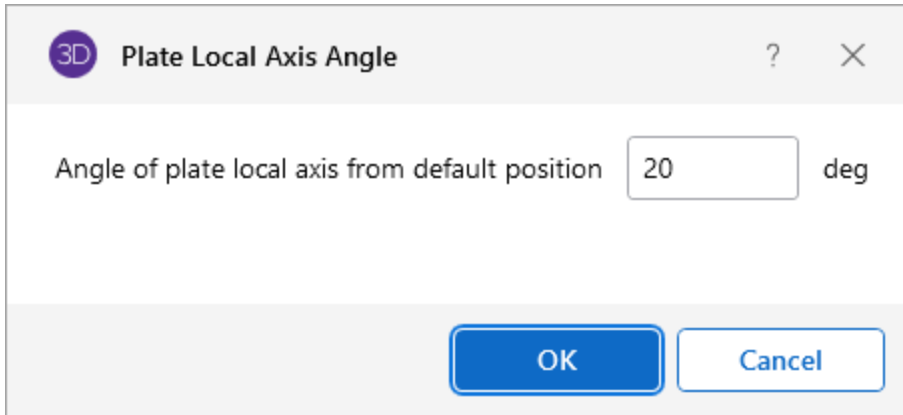 3D Plate Local Axis Angle ?
Angle of plate local axis from default position 20 deg
OK Cancel